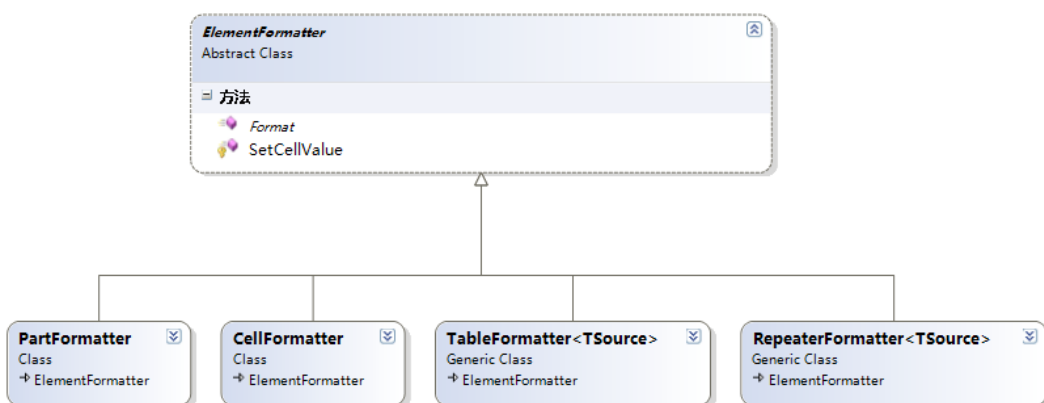 ElementFormatter
Abstract Class
方法
Format
SetCellValue
PartFormatter
Class
ElementFormatter
CellFormatter
Class
ElementFormatter
TableFormatter<TSource>
Generic Class
ElementFormatter
RepeaterFormatter<TSource>
Generic Class
ElementFormatter